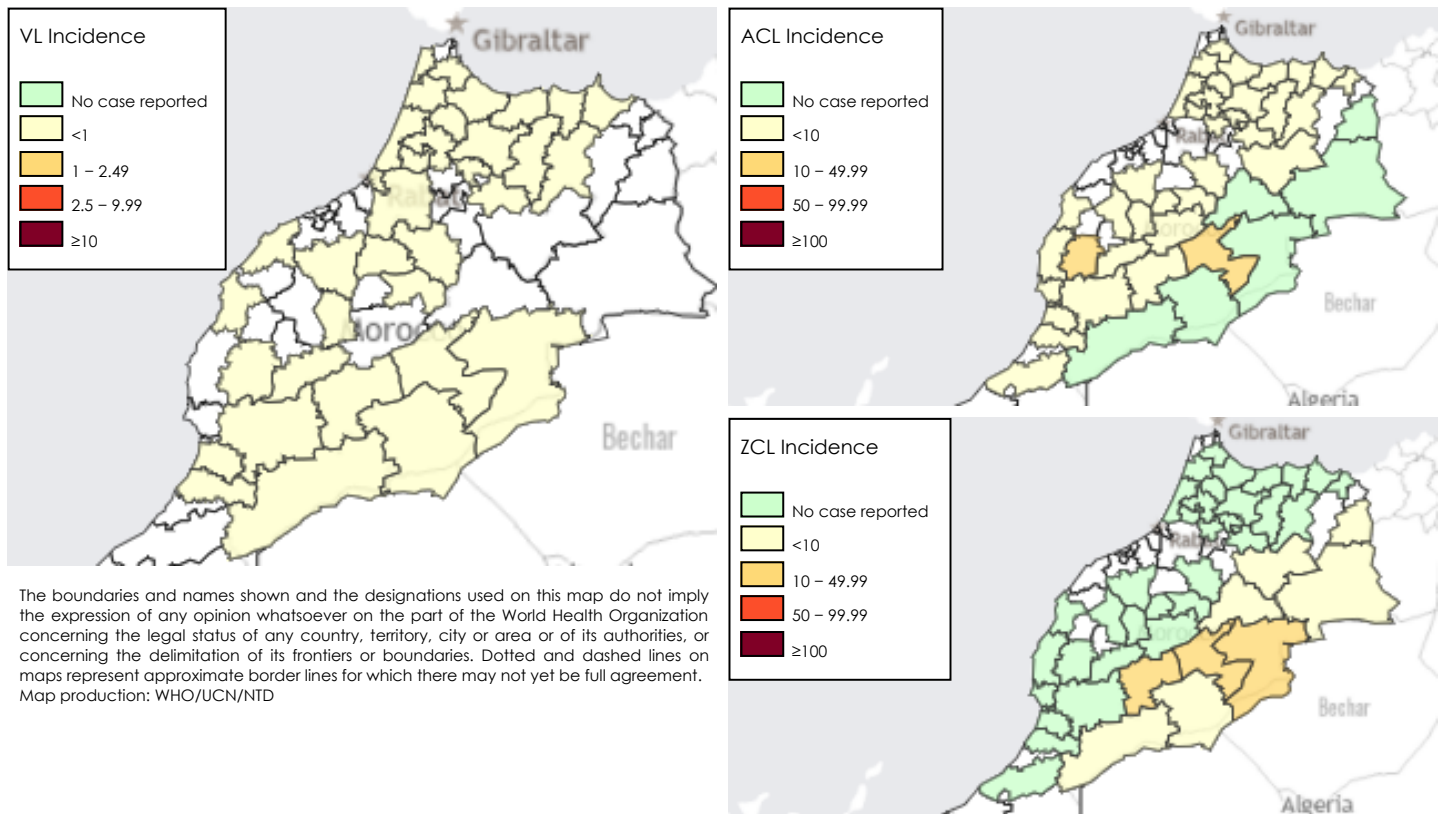 VL Incidence
No case reported
<1
1 – 2.49
2.5 – 9.99
≥10
Gibraltar
Rabat
Bechar
ACL Incidence
No case reported
<10
10 – 49.99
50 – 99.99
≥100
Gibraltar
Rabat
Bechar
Algeria
ZCL Incidence
No case reported
<10
10 – 49.99
50 – 99.99
≥100
Gibraltar
Rabat
Bechar
Algeria
The boundaries and names shown and the designations used on this map do not imply
the expression of any opinion whatsoever on the part of the World Health Organization
concerning the legal status of any country, territory, city or area or of its authorities, or
concerning the delimitation of its frontiers or boundaries. Dotted and dashed lines on
maps represent approximate border lines for which there may not yet be full agreement.
Map production: WHO/UCN/NTD